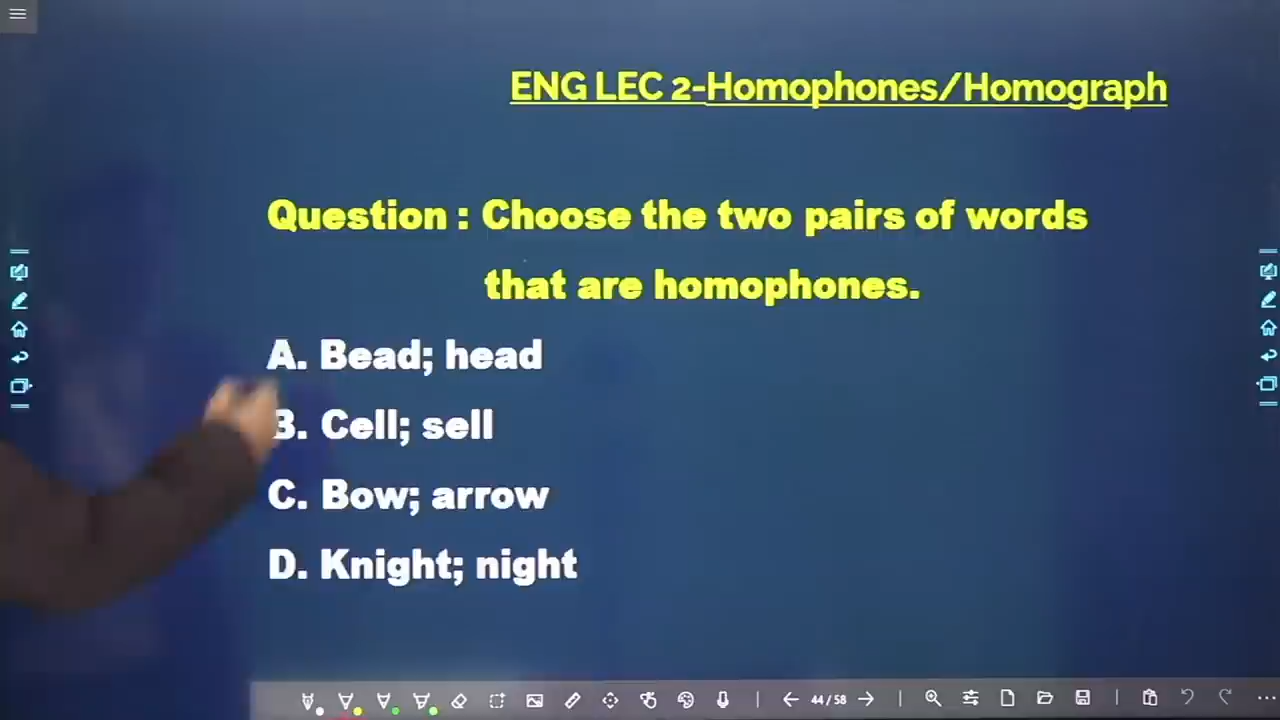 ENG LEC 2-Homophones/Homograph
Question : Choose the two pairs of words
that are homophones.
A. Bead; head
B. Cell; sell
C. Bow; arrow
D. Knight; night
44 / 58